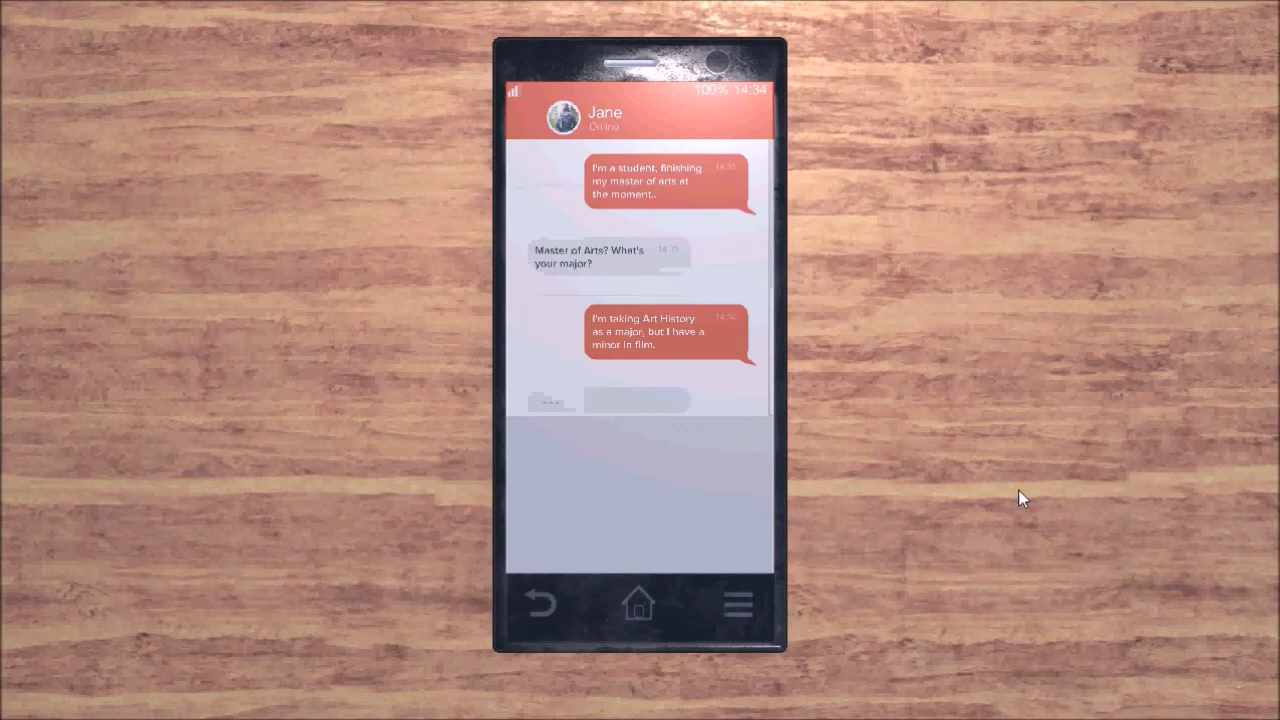 100% 14:34
Jane
Online
I'm a student, finishing 14:33
my master of arts at
the moment..
Master of Arts? What's 14:33
your major?
I'm taking Art History 14:34
as a major, but I have a
minor in film.